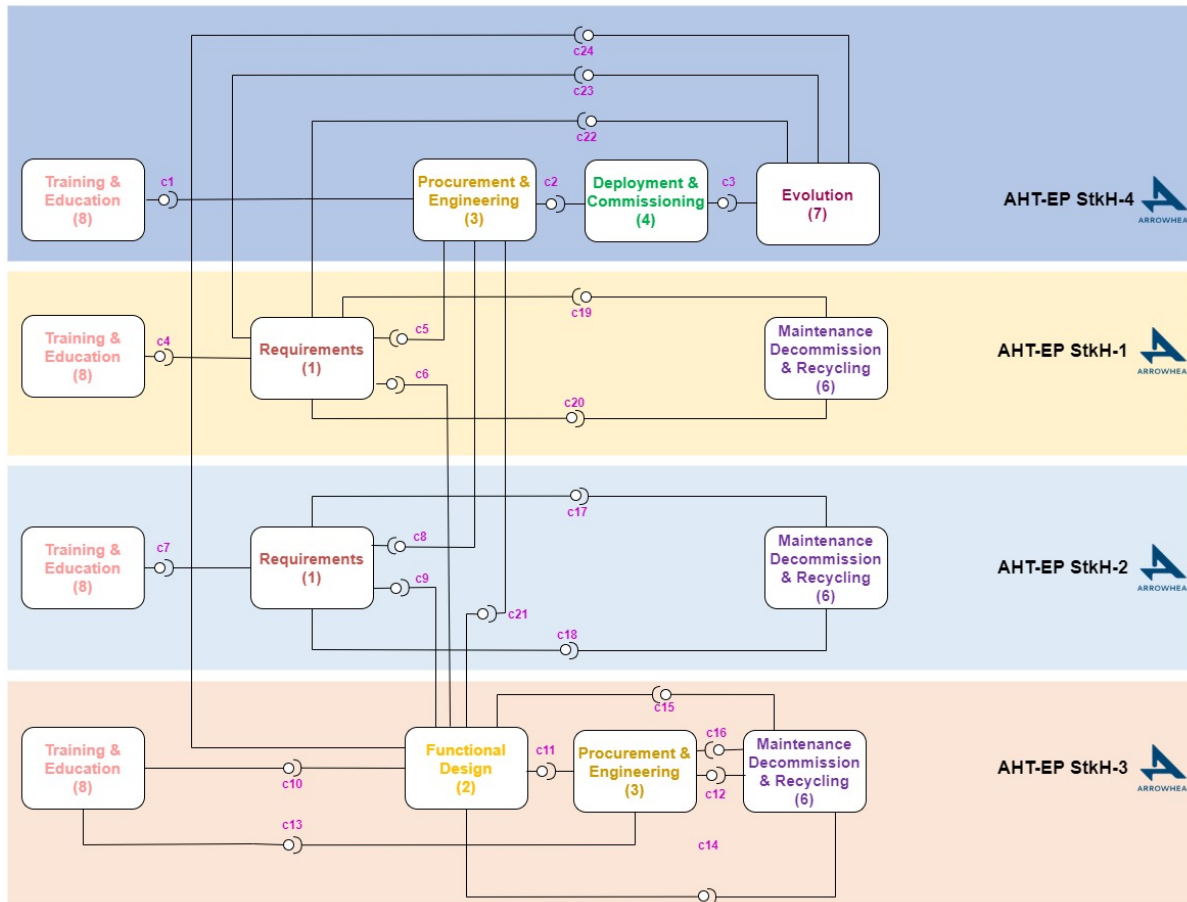 c24
c23
c22
Training &
Education
(8)
c1
Procurement &
Engineering
(3)
c2
Deployment &
Commissioning
(4)
c3
Evolution
(7)
AHT-EP StkH-4
ARROWHEA
Training &
Education
(8)
c4
Requirements
(1)
c5
c6
c19
c20
Maintenance
Decommission
& Recycling
(6)
AHT-EP StkH-1
ARROWHEA
Training &
Education
(8)
c7
Requirements
(1)
c8
c9
c17
c21
c18
Maintenance
Decommission
& Recycling
(6)
AHT-EP StkH-2
ARROWHEA
Training &
Education
(8)
c10
c13
Functional
Design
(2)
c11
Procurement &
Engineering
(3)
c15
c16
c12
c14
Maintenance
Decommission
& Recycling
(6)
AHT-EP StkH-3
ARROWHEA